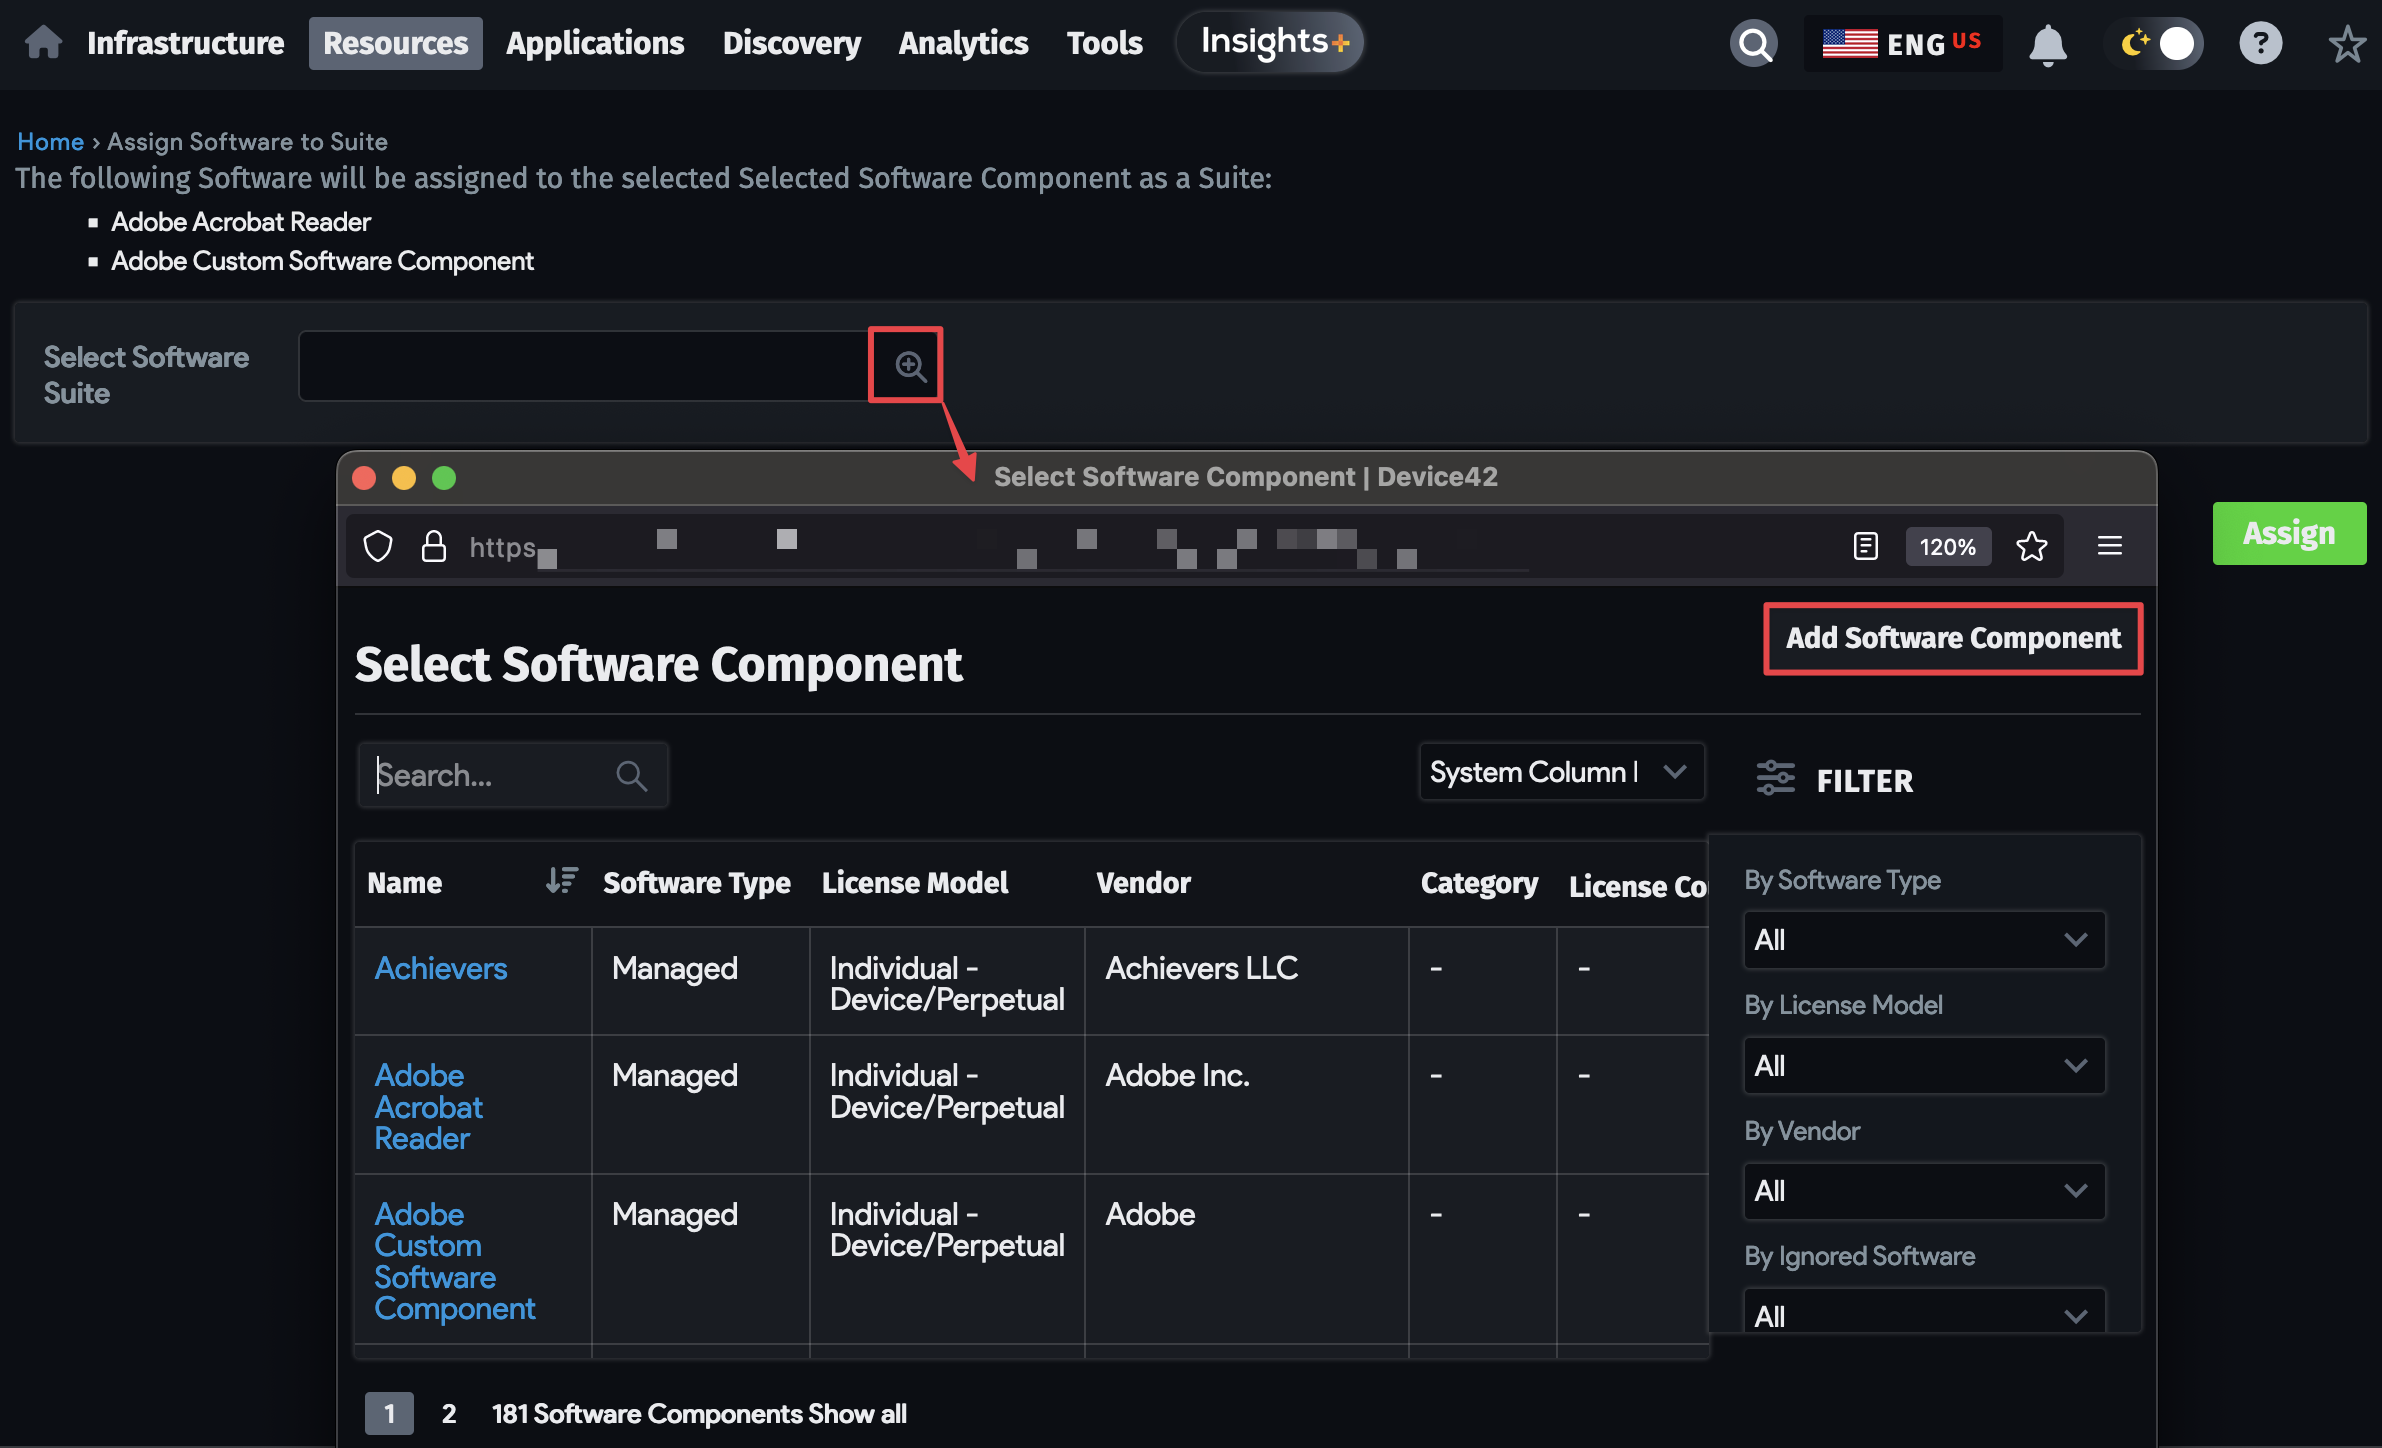 Infrastructure Resources Applications Discovery Analytics Tools Insights+ ENG US ?
Home › Assign Software to Suite
The following Software will be assigned to the selected Selected Software Component as a Suite:
▪ Adobe Acrobat Reader
▪ Adobe Custom Software Component
Select Software
Suite
Select Software Component | Device42
https 120%
Assign
Add Software Component
Select Software Component
Search...
System Column
FILTER
Name Software Type License Model Vendor Category License Co
Achievers Managed Individual - Achievers LLC - -
Device/Perpetual
Adobe Managed Individual - Adobe Inc. - -
Acrobat Device/Perpetual
Reader
Adobe Managed Individual - Adobe - -
Custom Device/Perpetual
Software
Component
By Software Type
All
By License Model
All
By Vendor
All
By Ignored Software
All
1 2 181 Software Components Show all